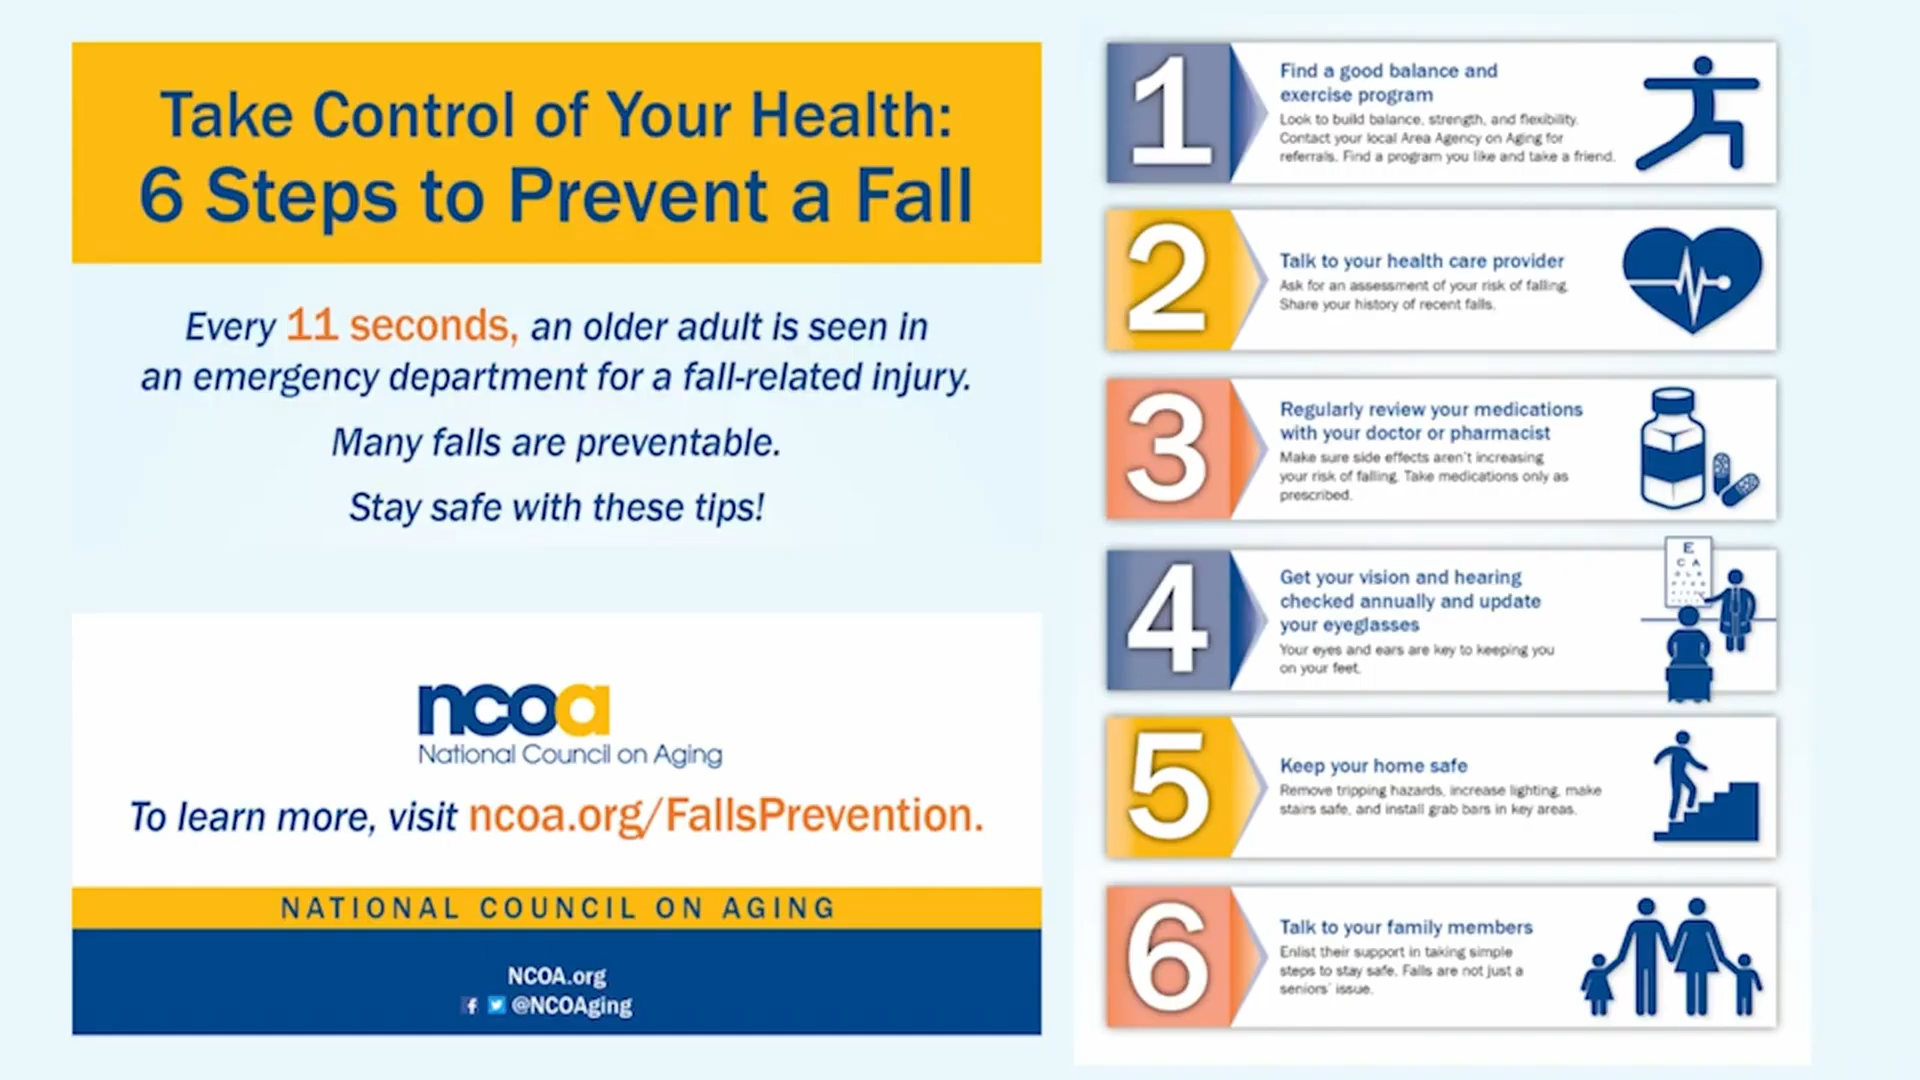 Take Control of Your Health:
6 Steps to Prevent a Fall
Every 11 seconds, an older adult is seen in
an emergency department for a fall-related injury.
Many falls are preventable.
Stay safe with these tips!
ncoa
National Council on Aging
To learn more, visit ncoa.org/FallsPrevention.
NATIONAL COUNCIL ON AGING
NCOA.org
@NCOAging
1
Find a good balance and
exercise program
Look to build balance, strength, and flexibility.
Contact your local Area Agency on Aging for
referrals. Find a program you like and take a friend.
2
Talk to your health care provider
Ask for an assessment of your risk of falling.
Share your history of recent falls.
3
Regularly review your medications
with your doctor or pharmacist
Make sure side effects aren't increasing
your risk of falling. Take medications only as
prescribed.
4
Get your vision and hearing
checked annually and update
your eyeglasses
Your eyes and ears are key to keeping you
on your feet.
E
C A
5
Keep your home safe
Remove tripping hazards, increase lighting, make
stairs safe, and install grab bars in key areas.
6
Talk to your family members
Enlist their support in taking simple
steps to stay safe. Falls are not just a
seniors' issue.